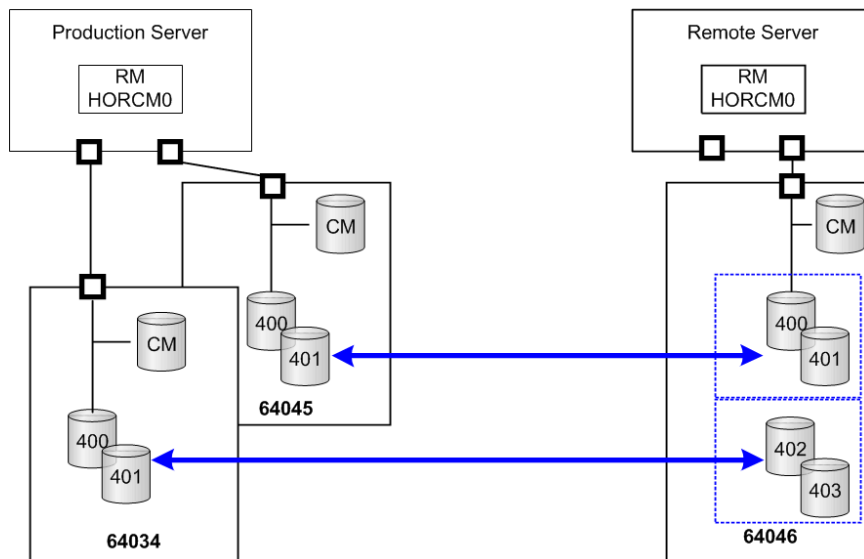 Production Server
RM
HORCM0
Remote Server
RM
HORCM0
CM
400
401
64045
CM
400
401
64034
CM
400
401
402
403
64046